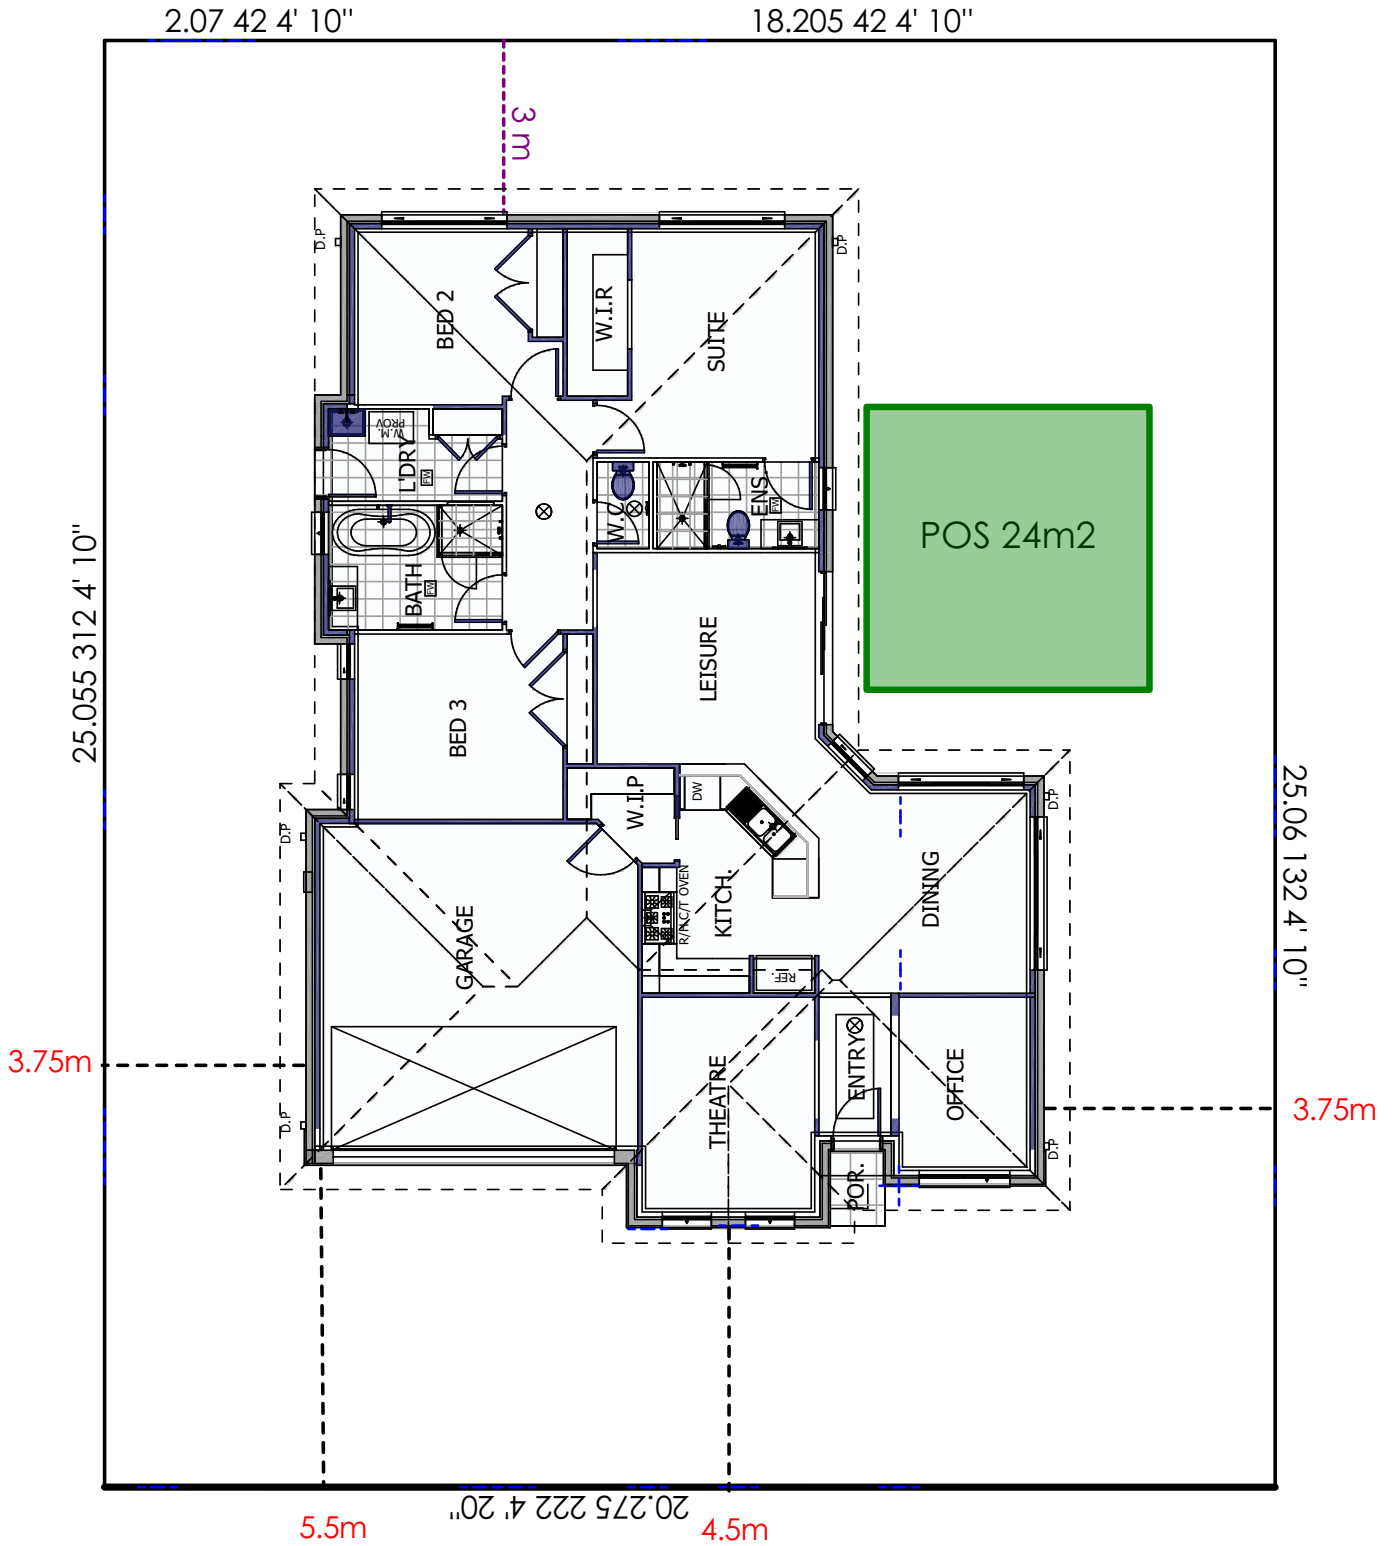 2.07 42 4' 10"
18.205 42 4' 10"
3 m
D.P
D.P
BED 2
W.I.R
SUITE
W.M.
PROV
L'DRY
FW
W.C
ENS.
FW
POS 24m2
BATH
FW
25.055 312 4' 10"
LEISURE
BED 3
W.I.P
DW
D.P
D.P
25.06 132 4' 10"
R/H,C/T OVEN
KITCH.
DINING
GARAGE
REF.
3.75m
THEATRE
ENTRY
OFFICE
3.75m
D.P
D.P
POR.
20.275 222 4' 20"
5.5m
4.5m